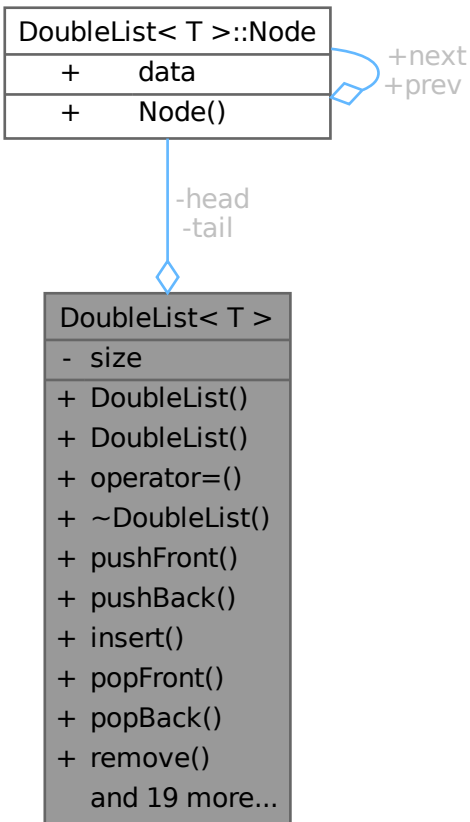 DoubleList< T >::Node
+ data
+ Node()
+next
+prev
-head
-tail
DoubleList< T >
- size
+ DoubleList()
+ DoubleList()
+ operator=()
+ ~DoubleList()
+ pushFront()
+ pushBack()
+ insert()
+ popFront()
+ popBack()
+ remove()
and 19 more...